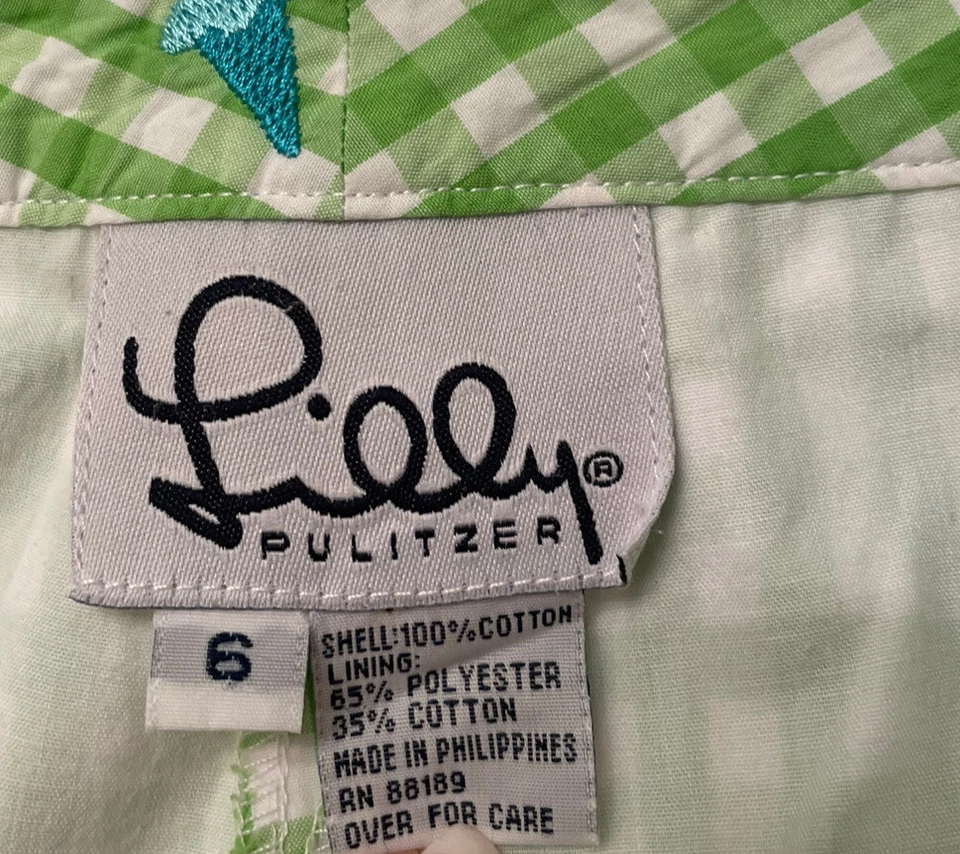 Lilly®
PULITZER
6
SHELL:100%COTTON
LINING:
65% POLYESTER
35% COTTON
MADE IN PHILIPPINES
RN 88189
OVER FOR CARE